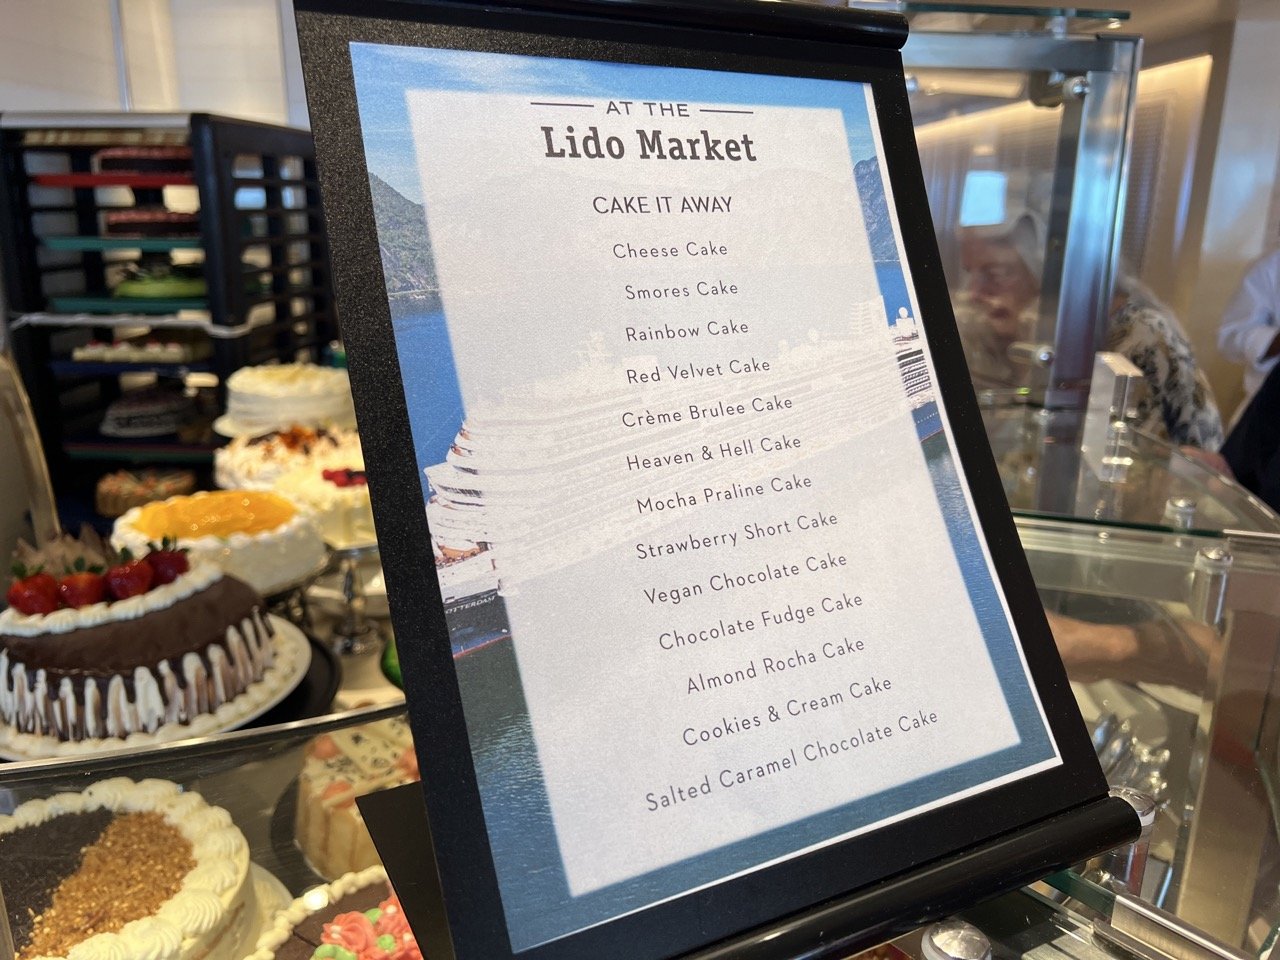 AT THE
Lido Market
CAKE IT AWAY
Cheese Cake
Smores Cake
Rainbow Cake
Red Velvet Cake
Crème Brulee Cake
Heaven & Hell Cake
Mocha Praline Cake
Strawberry Short Cake
Vegan Chocolate Cake
Chocolate Fudge Cake
Almond Rocha Cake
Cookies & Cream Cake
Salted Caramel Chocolate Cake
OTTERDAM